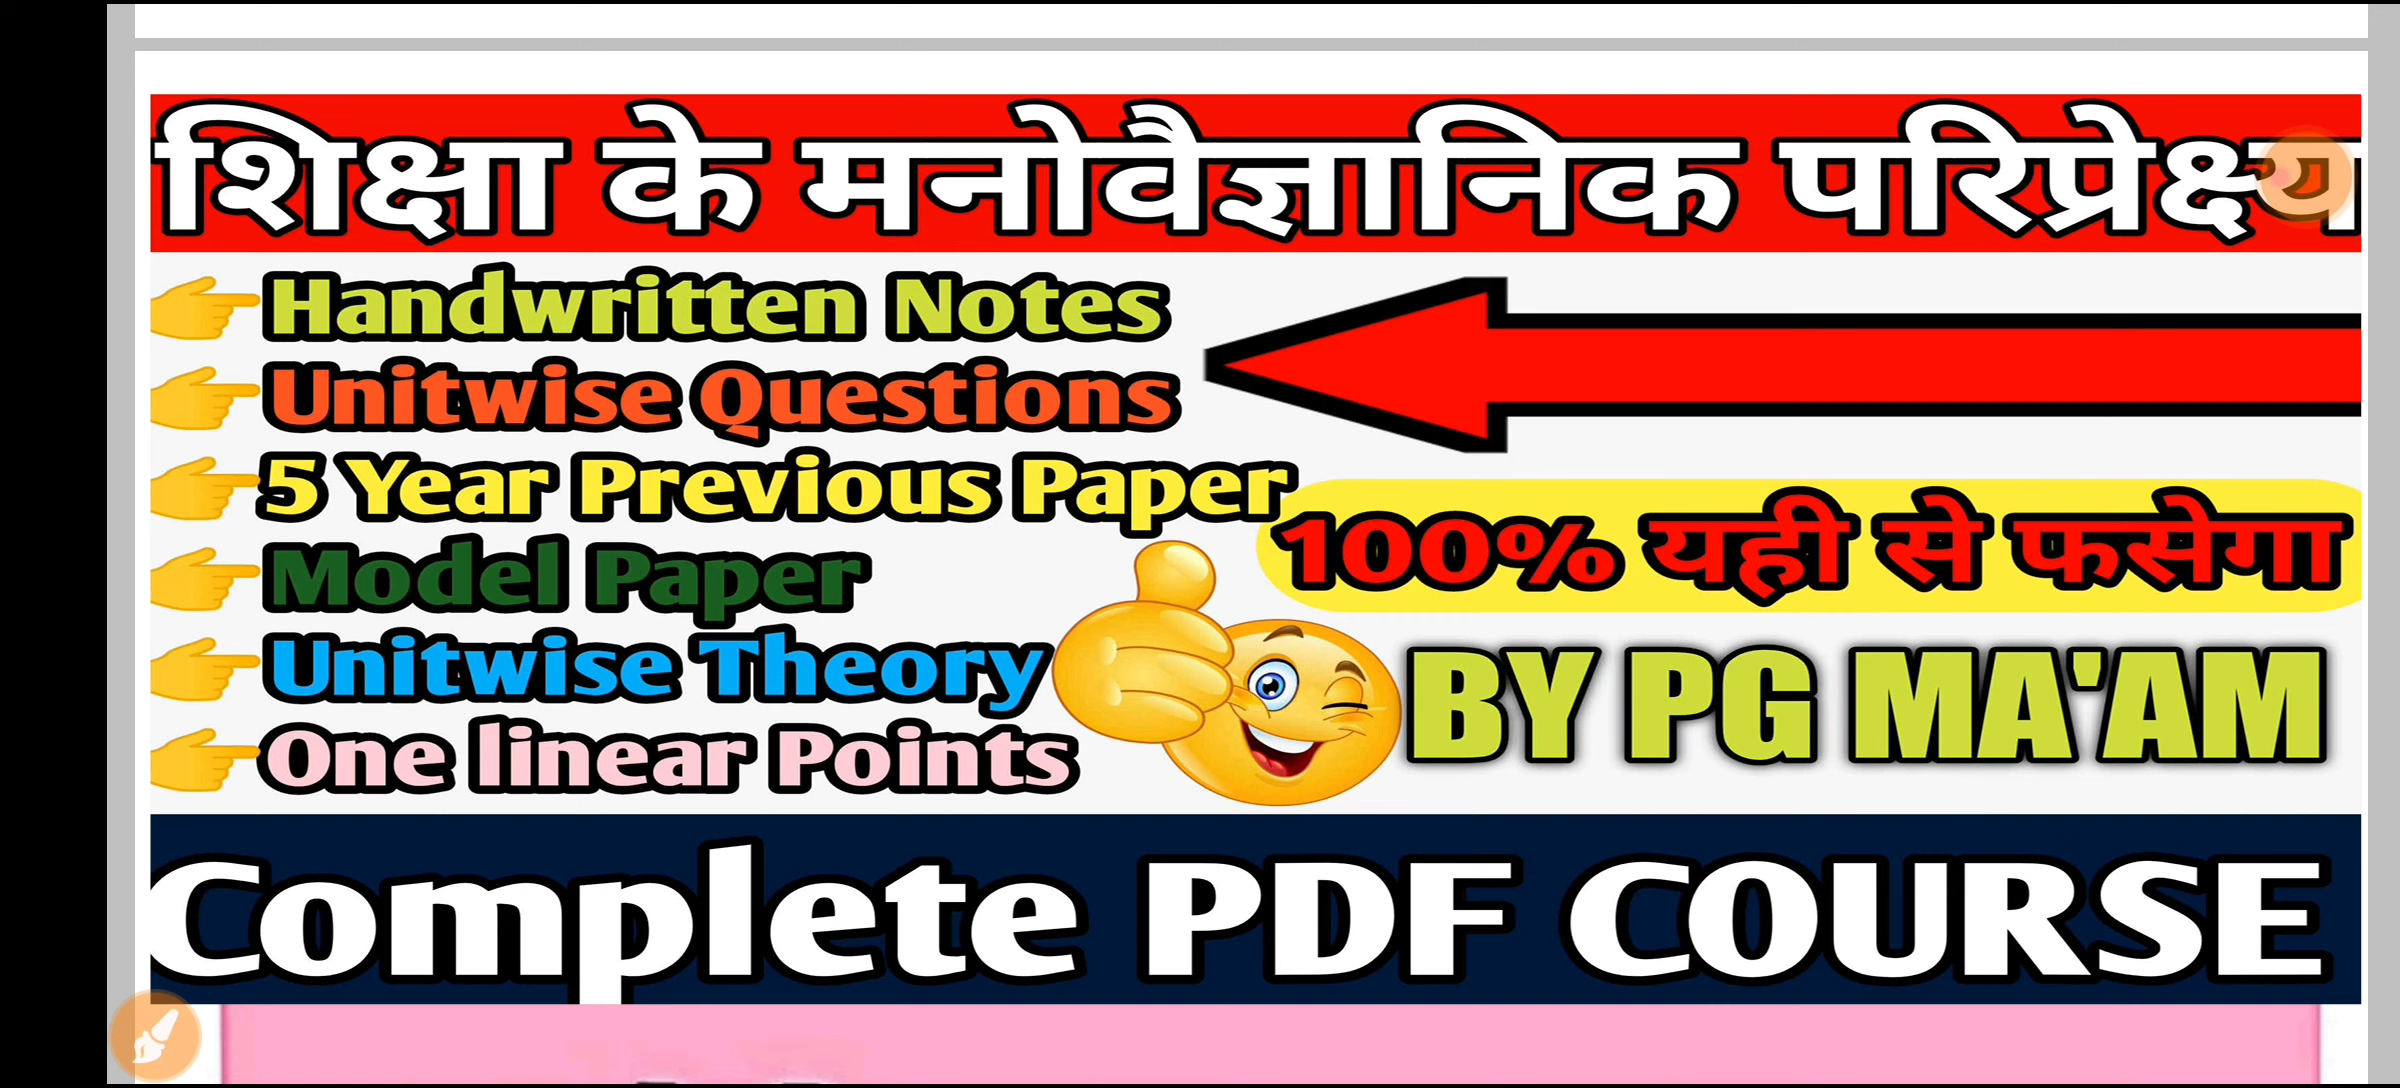 शिक्षा के मनोवैज्ञानिक परिप्रेक्ष्य
Handwritten Notes
Unitwise Questions
5 Year Previous Paper
Model Paper
Unitwise Theory
One linear Points
100% यही से फसेगा
BY PG MA'AM
Complete PDF COURSE